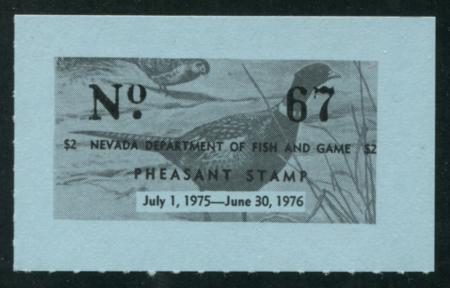 Nº 67
$2 NEVADA DEPARTMENT OF FISH AND GAME $2
PHEASANT STAMP
July 1, 1975—June 30, 1976